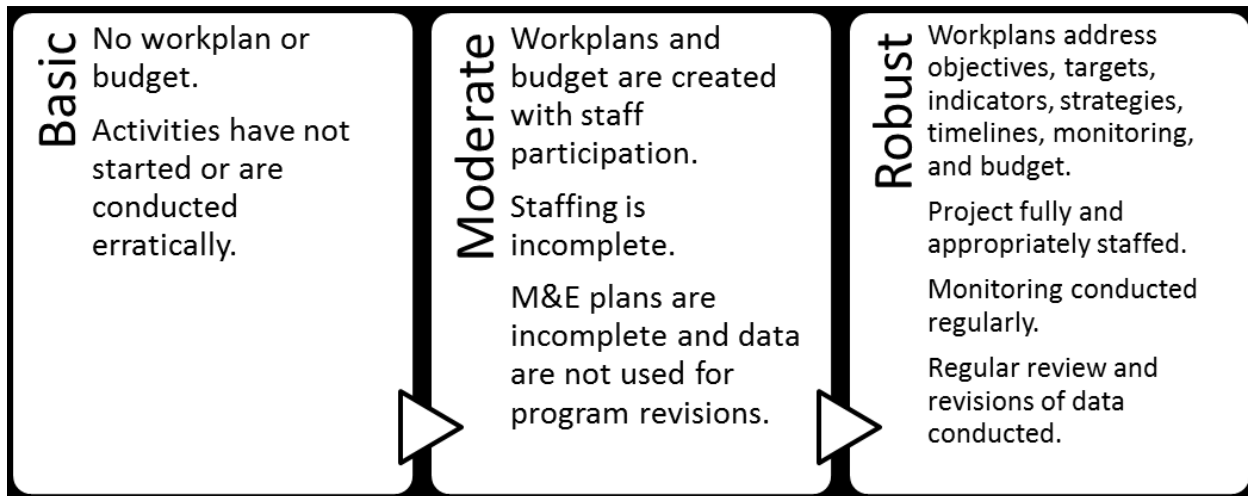 Basic
No workplan or
budget.
Activities have not
started or are
conducted
erratically.
Moderate
Workplans and
budget are created
with staff
participation.
Staffing is
incomplete.
M&E plans are
incomplete and data
are not used for
program revisions.
Robust
Workplans address
objectives, targets,
indicators, strategies,
timelines, monitoring,
and budget.
Project fully and
appropriately staffed.
Monitoring conducted
regularly.
Regular review and
revisions of data
conducted.